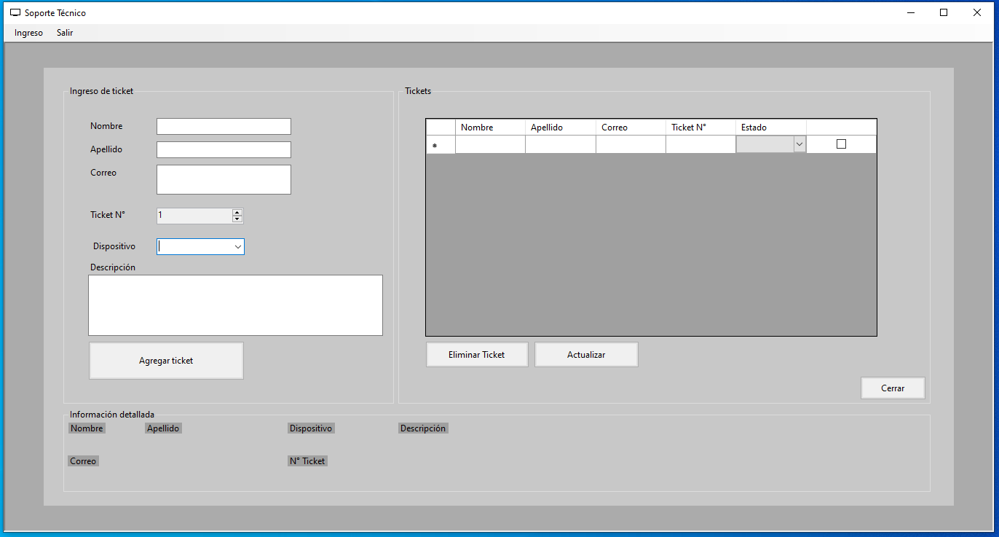 Soporte Técnico
Ingreso Salir
Ingreso de ticket
Nombre
Apellido
Correo
Ticket N°
1
Dispositivo
Descripción
Agregar ticket
Tickets
Nombre Apellido Correo Ticket N° Estado
Eliminar Ticket Actualizar
Cerrar
Información detallada
Nombre Apellido Dispositivo Descripción
Correo N° Ticket